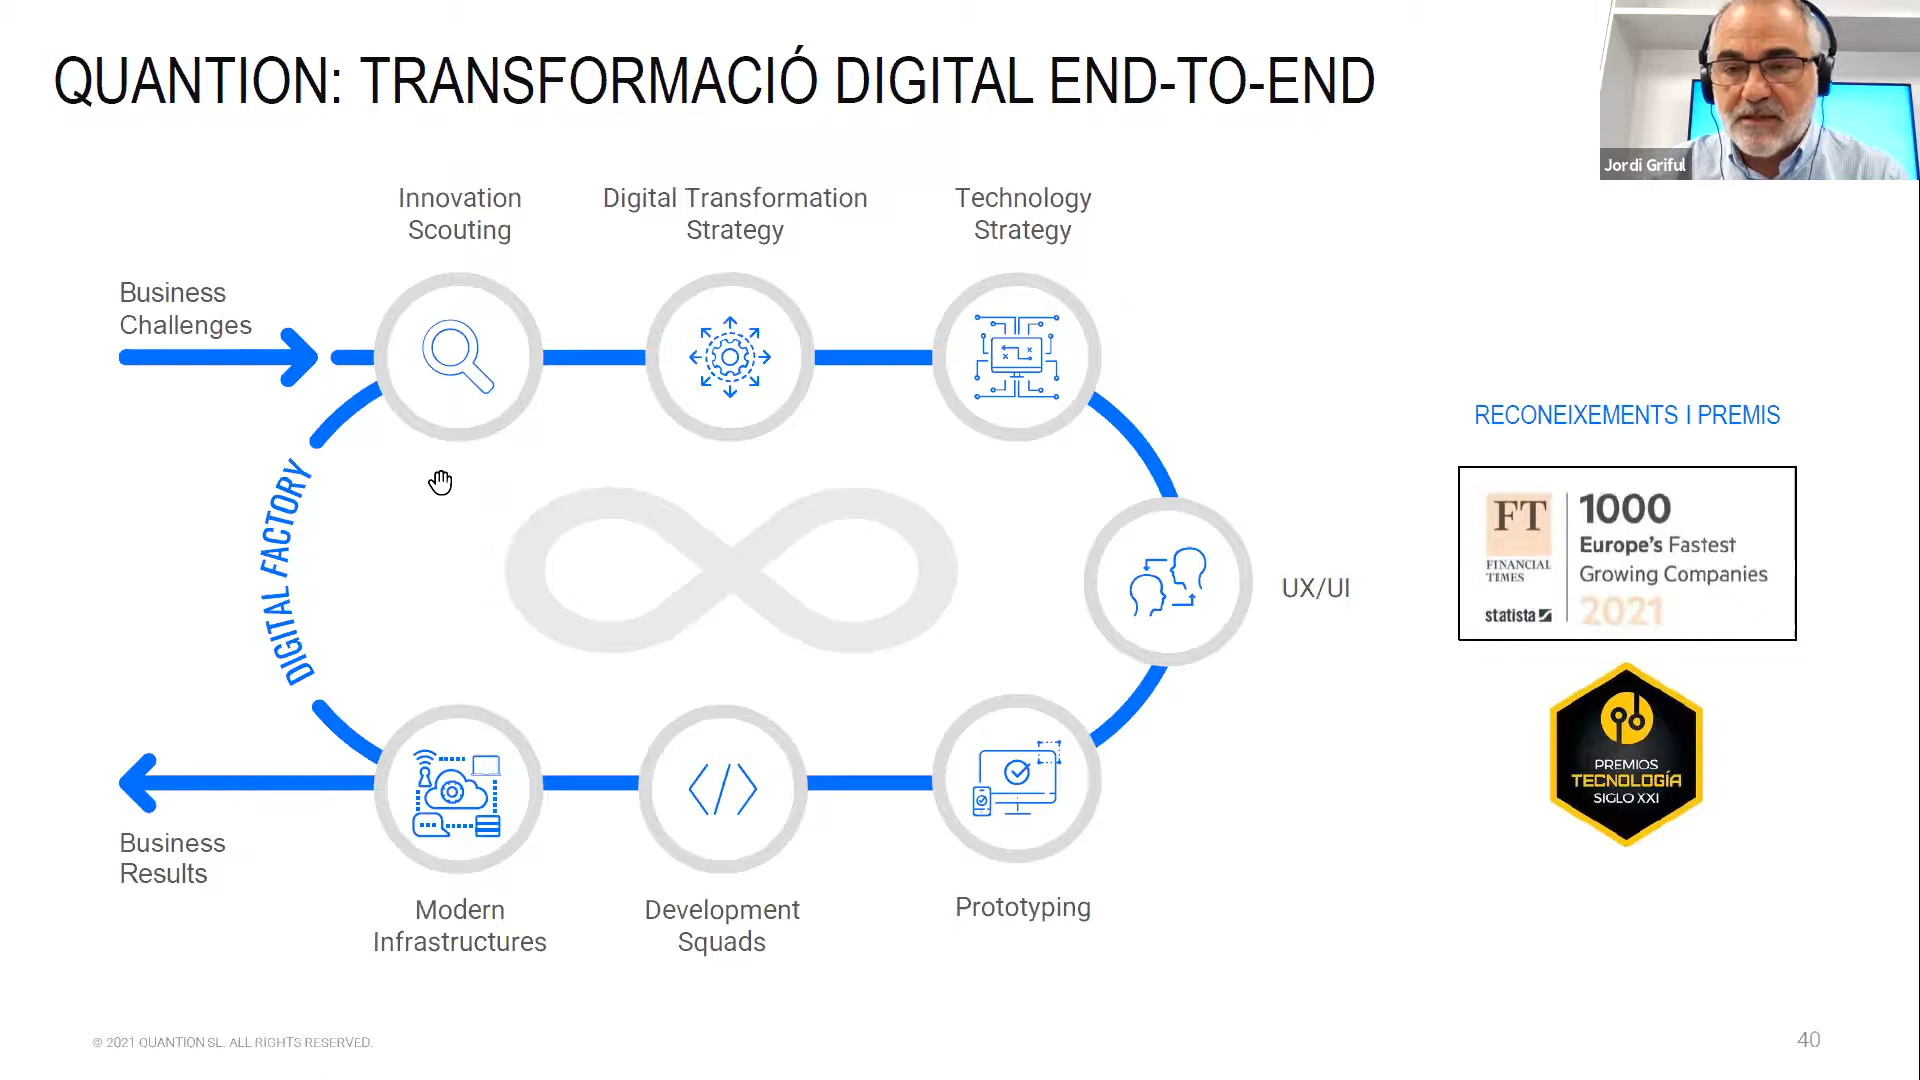 QUANTION: TRANSFORMACIÓ DIGITAL END-TO-END
Jordi Griful
Innovation
Scouting
Digital Transformation
Strategy
Technology
Strategy
Business
Challenges
RECONEIXEMENTS I PREMIS
DIGITAL FACTORY
FT
FINANCIAL
TIMES
statista
1000
Europe's Fastest
Growing Companies
2021
UX/UI
PREMIOS
TECNOLOGÍA
SIGLO XXI
Business
Results
Modern
Infrastructures
Development
Squads
Prototyping
© 2021 QUANTION SL. ALL RIGHTS RESERVED.
40